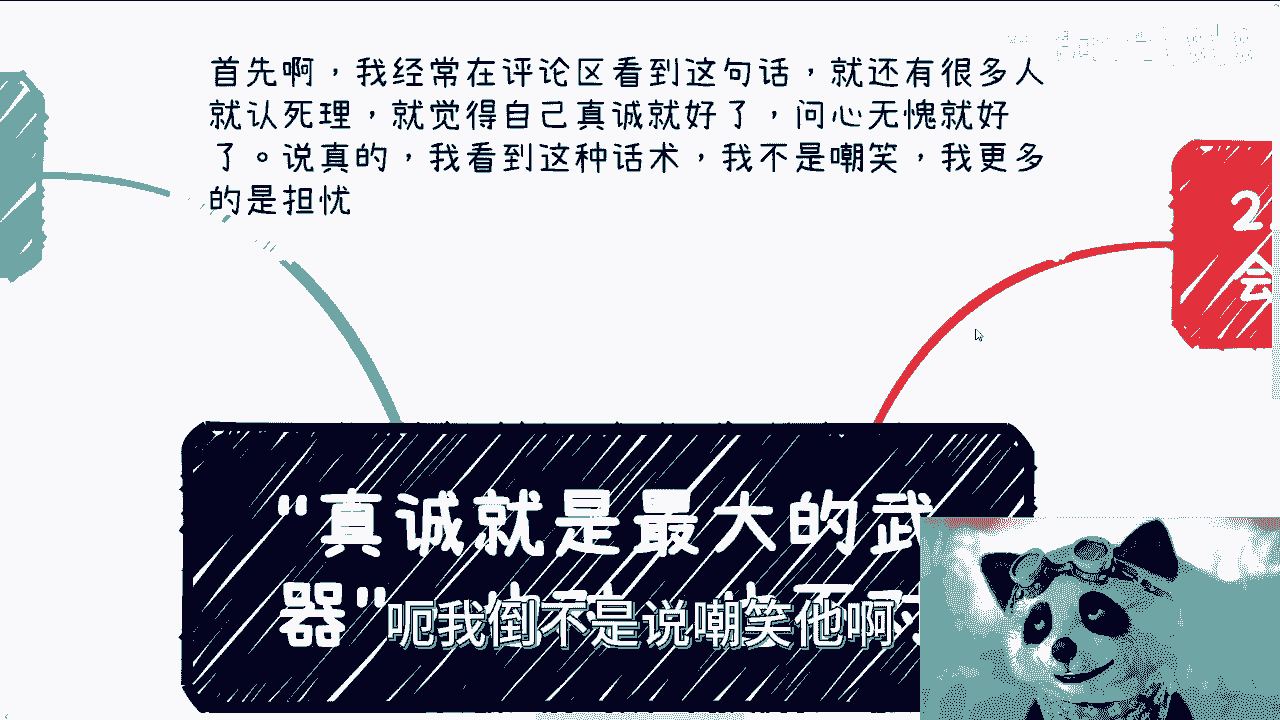 首先啊，我经常在评论区看到这句话，就还有很多人
就认死理，就觉得自己真诚就好了，问心无愧就好
了。说真的，我看到这种话术，我不是嘲笑，我更多
的是担忧
2
会
"真诚就是最大的武
器"
呃我倒不是说嘲笑他啊